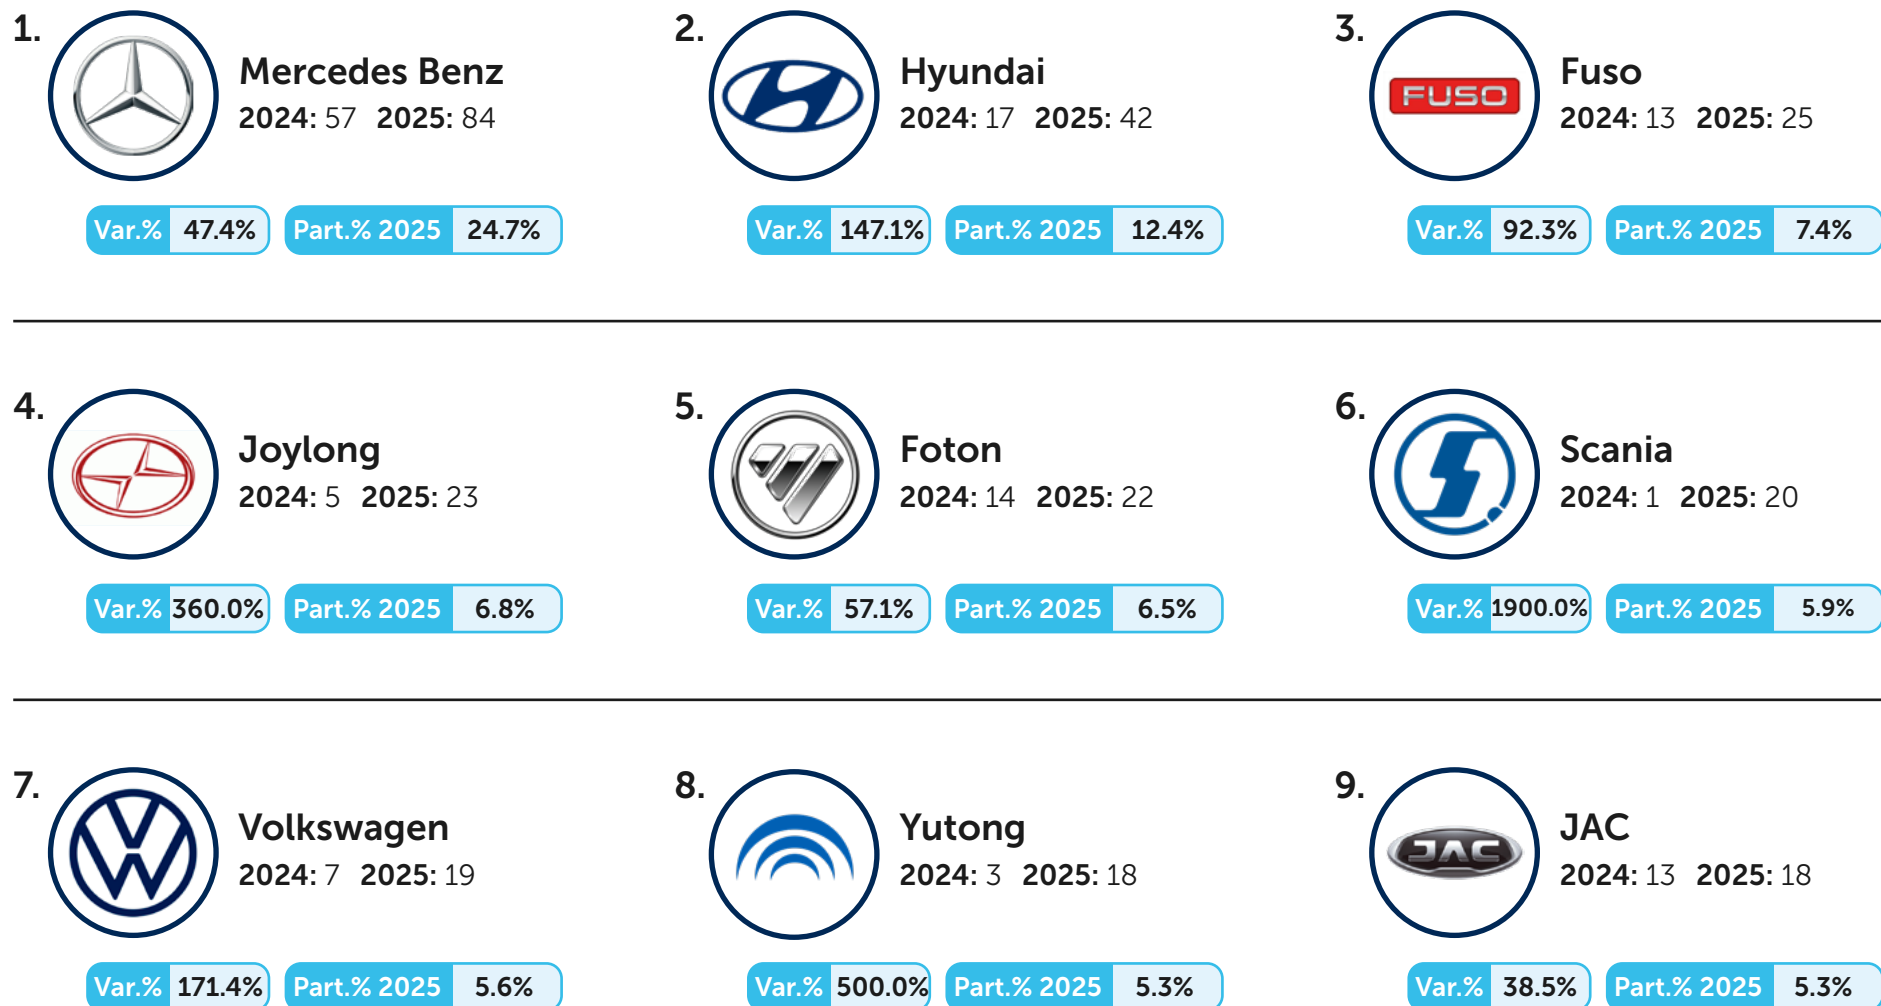 1.
Mercedes Benz
2024: 57 2025: 84
Var.% 47.4% Part.% 2025 24.7%
2.
Hyundai
2024: 17 2025: 42
Var.% 147.1% Part.% 2025 12.4%
3.
FUSO
Fuso
2024: 13 2025: 25
Var.% 92.3% Part.% 2025 7.4%
4.
Joylong
2024: 5 2025: 23
Var.% 360.0% Part.% 2025 6.8%
5.
Foton
2024: 14 2025: 22
Var.% 57.1% Part.% 2025 6.5%
6.
Scania
2024: 1 2025: 20
Var.% 1900.0% Part.% 2025 5.9%
7.
Volkswagen
2024: 7 2025: 19
Var.% 171.4% Part.% 2025 5.6%
8.
Yutong
2024: 3 2025: 18
Var.% 500.0% Part.% 2025 5.3%
9.
JAC
JAC
2024: 13 2025: 18
Var.% 38.5% Part.% 2025 5.3%